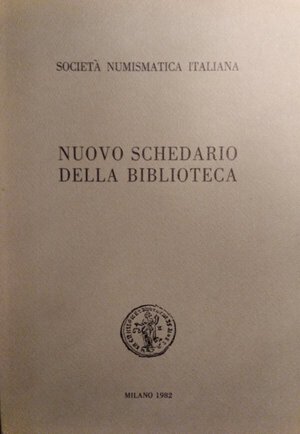 SOCIETÀ NUMISMATICA ITALIANA
NUOVO SCHEDARIO
DELLA BIBLIOTECA
MILANO 1982